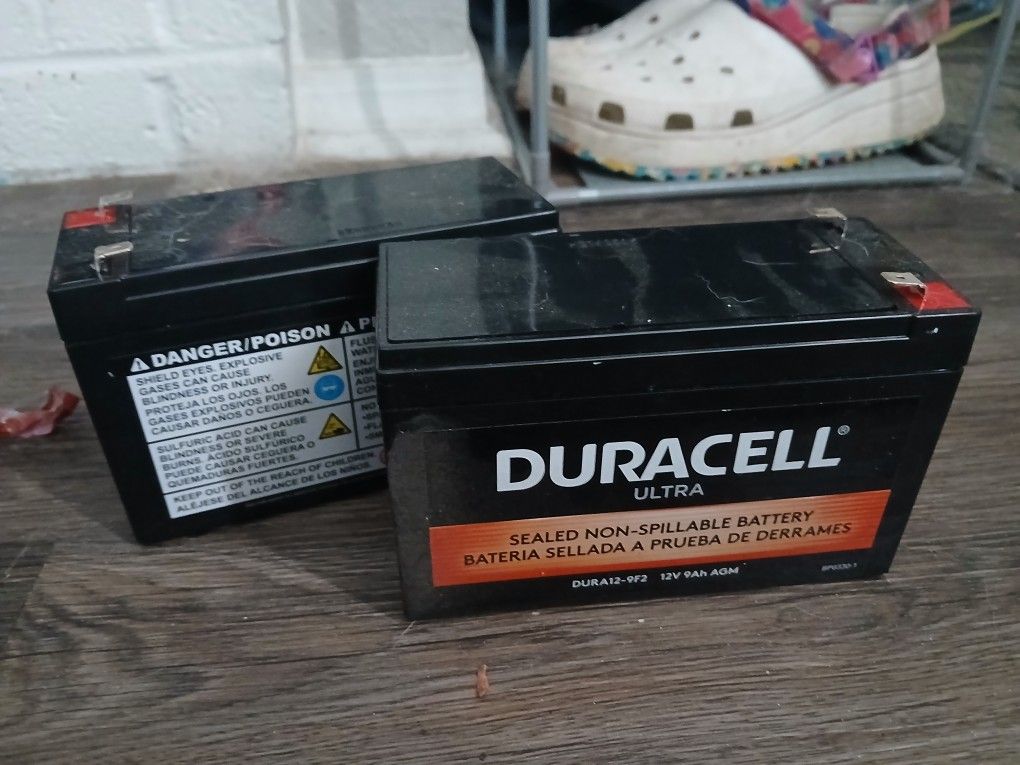 DANGER/POISON
SHIELD EYES. EXPLOSIVE
GASES CAN CAUSE
BLINDNESS OR INJURY.
PROTEJA LOS OJOS. LOS
GASES EXPLOSIVOS PUEDEN
CAUSAR DAÑOS O CEGUERA.
SULFURIC ACID CAN CAUSE
BLINDNESS OR SEVERE
BURNS. ÁCIDO SULFÚRICO
PUEDE CAUSAR CEGUERA O
QUEMADURAS FUERTES.
KEEP OUT OF THE REACH OF CHILDREN.
ALÉJESE DEL ALCANCE DE LOS NIÑOS.
DURACELL®
ULTRA
SEALED NON-SPILLABLE BATTERY
BATERIA SELLADA A PRUEBA DE DERRAMES
DURA12-9F2 12V 9Ah AGM